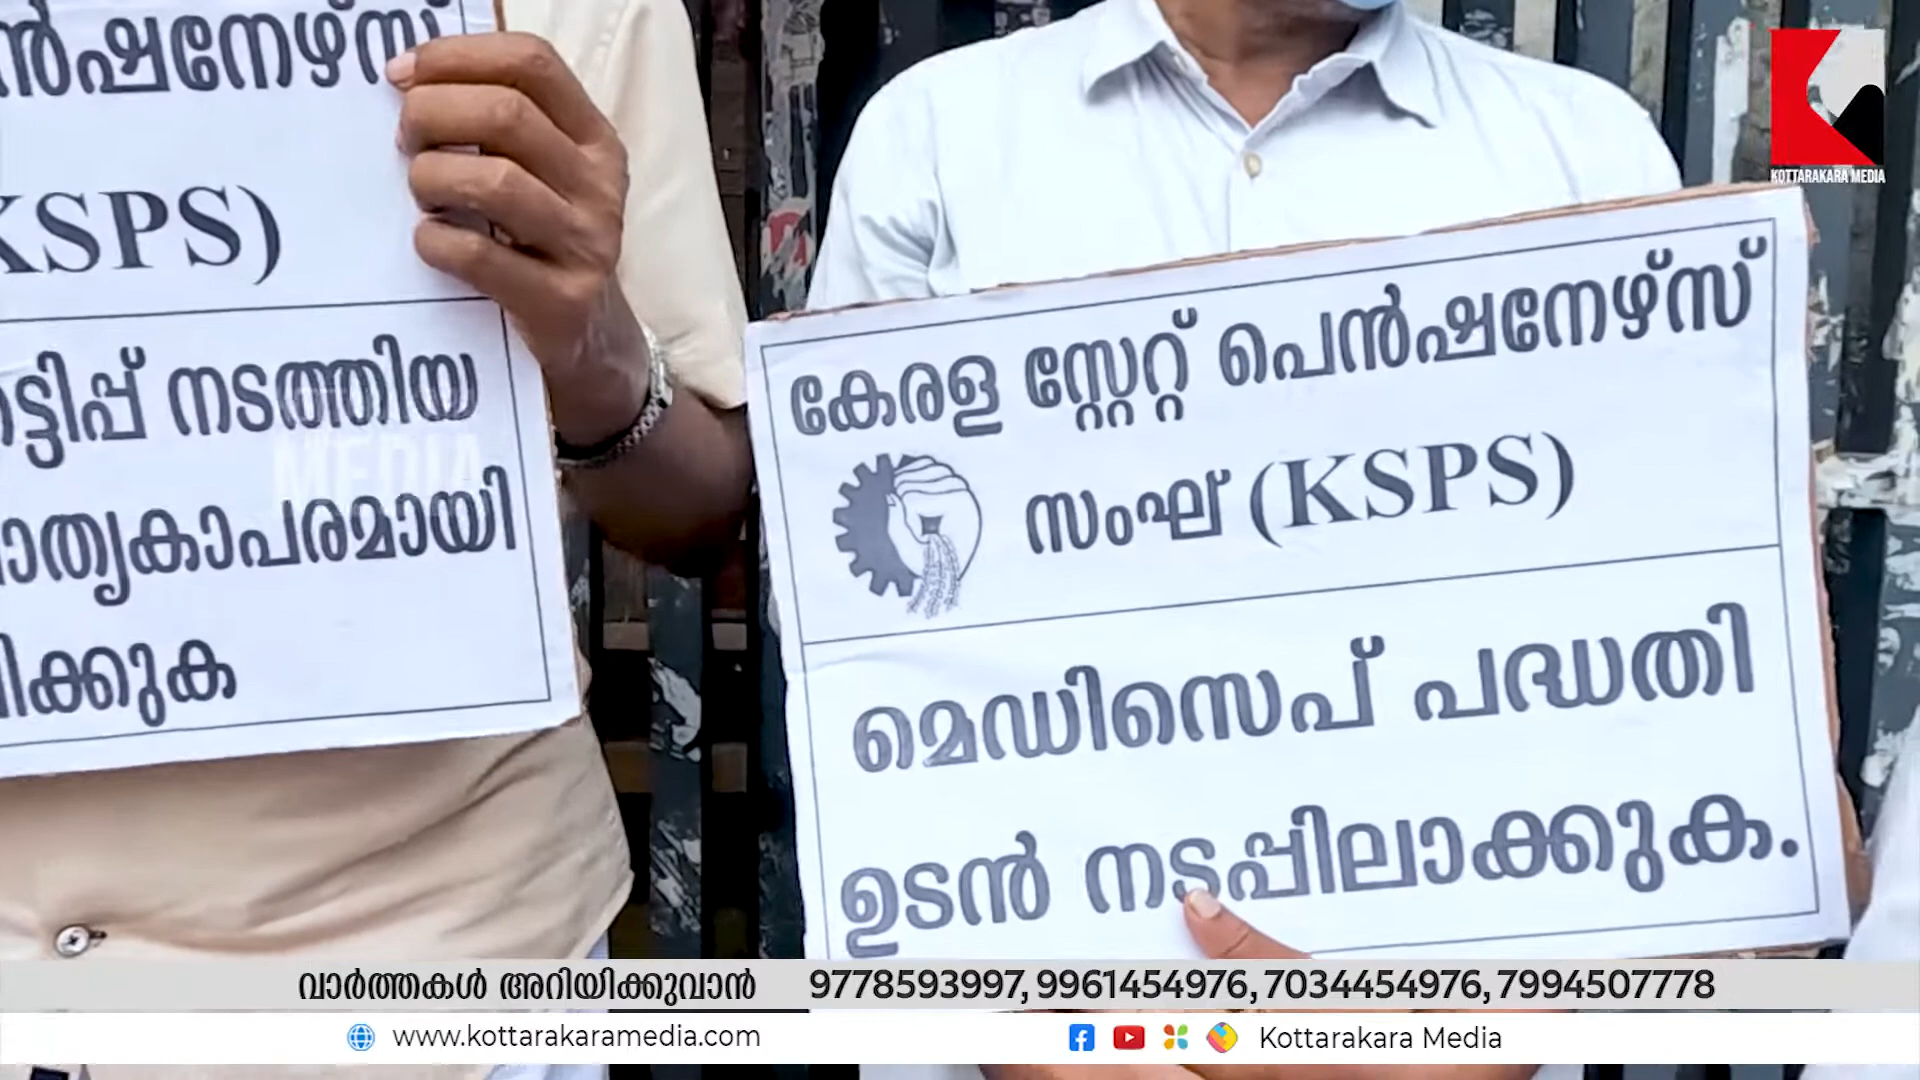 ൻഷനേഴ്സ്
KSPS)
ട്ടിപ്പ് നടത്തിയ
മാതൃകാപരമായി
ിക്കുക
KOTTARAKARA MEDIA
കേരള സ്റ്റേറ്റ് പെൻഷനേഴ്സ്
സംഘ് (KSPS)
മെഡിസെപ് പദ്ധതി
ഉടൻ നടപ്പിലാക്കുക.
MEDIA
വാർത്തകൾ അറിയിക്കുവാൻ 9778593997, 9961454976, 7034454976, 7994507778
www.kottarakaramedia.com Kottarakara Media